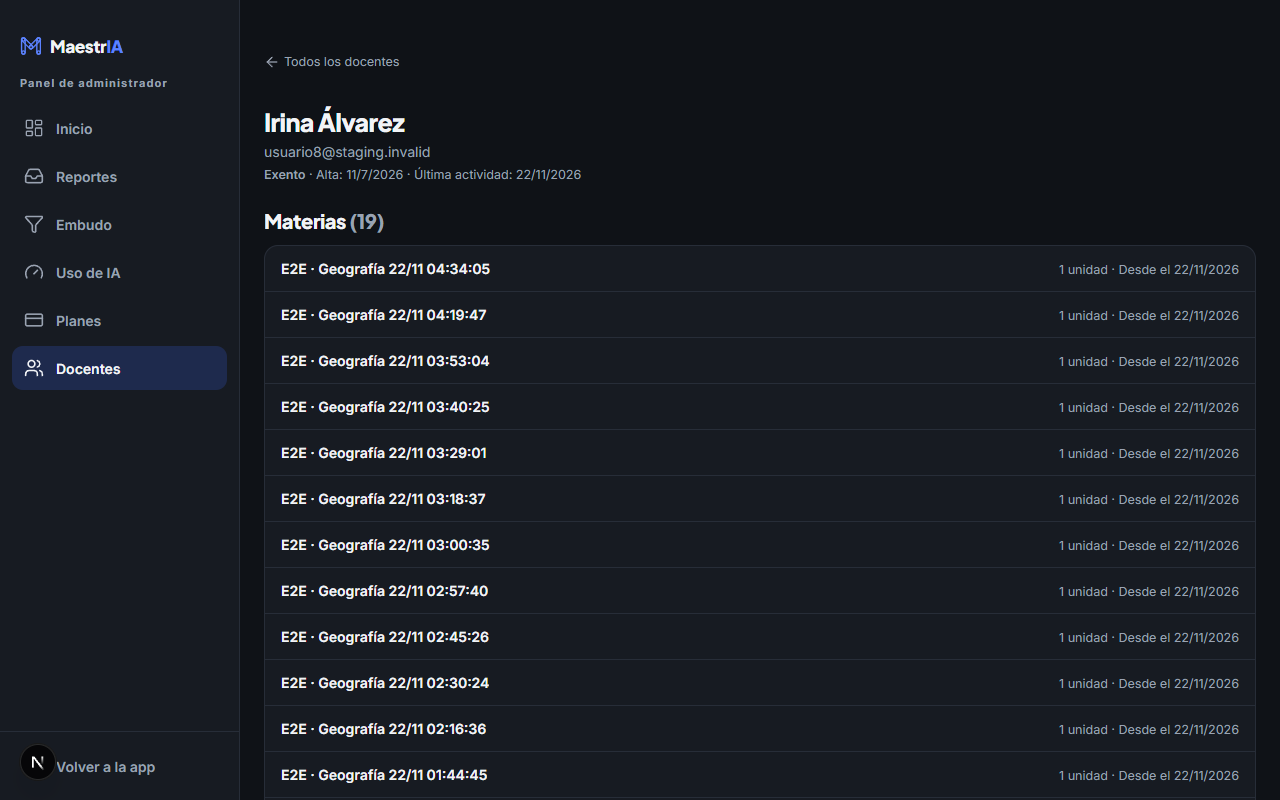 MaestrIA
Panel de administrador
Inicio
Reportes
Embudo
Uso de IA
Planes
Docentes
N
Volver a la app
← Todos los docentes
Irina Álvarez
usuario8@staging.invalid
Exento · Alta: 11/7/2026 · Última actividad: 22/11/2026
Materias (19)
E2E · Geografía 22/11 04:34:05 1 unidad · Desde el 22/11/2026
E2E · Geografía 22/11 04:19:47 1 unidad · Desde el 22/11/2026
E2E · Geografía 22/11 03:53:04 1 unidad · Desde el 22/11/2026
E2E · Geografía 22/11 03:40:25 1 unidad · Desde el 22/11/2026
E2E · Geografía 22/11 03:29:01 1 unidad · Desde el 22/11/2026
E2E · Geografía 22/11 03:18:37 1 unidad · Desde el 22/11/2026
E2E · Geografía 22/11 03:00:35 1 unidad · Desde el 22/11/2026
E2E · Geografía 22/11 02:57:40 1 unidad · Desde el 22/11/2026
E2E · Geografía 22/11 02:45:26 1 unidad · Desde el 22/11/2026
E2E · Geografía 22/11 02:30:24 1 unidad · Desde el 22/11/2026
E2E · Geografía 22/11 02:16:36 1 unidad · Desde el 22/11/2026
E2E · Geografía 22/11 01:44:45 1 unidad · Desde el 22/11/2026